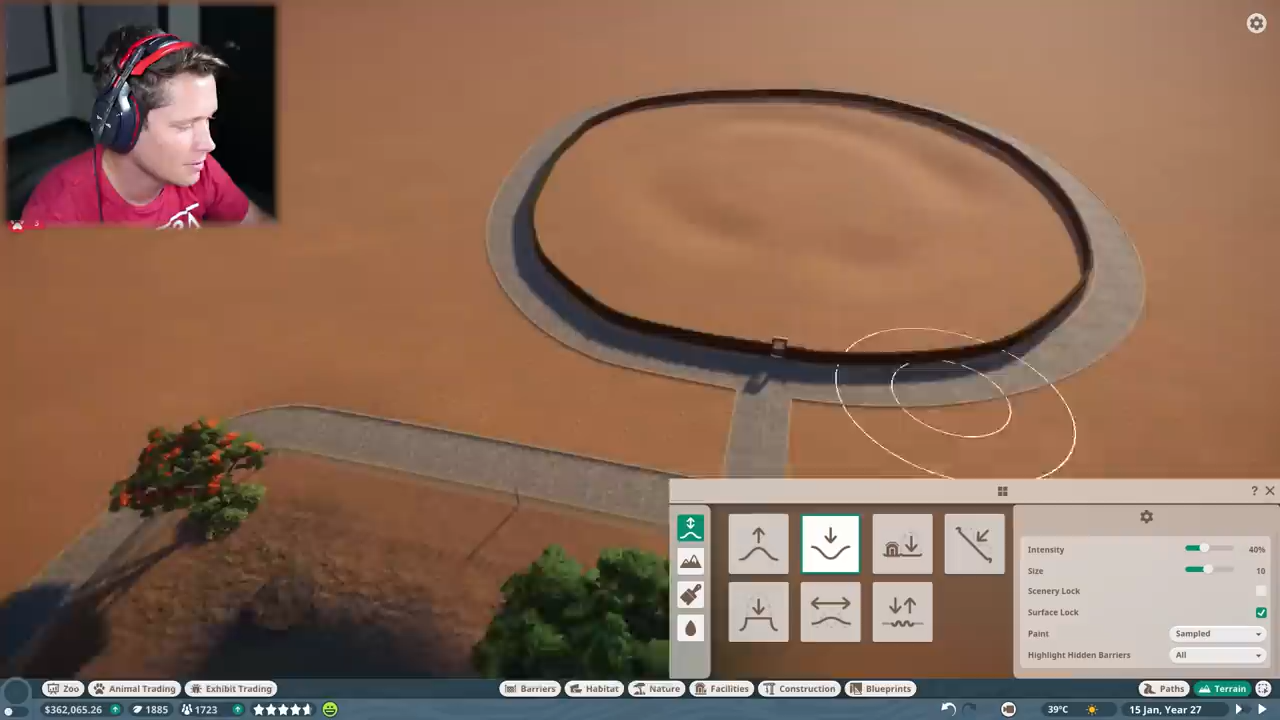 ? ✕
Intensity 40%
Size 10
Scenery Lock
Surface Lock
Paint Sampled
Highlight Hidden Barriers All
Zoo Animal Trading Exhibit Trading Barriers Habitat Nature Facilities Construction Blueprints Paths Terrain
$362,065.26 1885 1723 39°C 15 Jan, Year 27